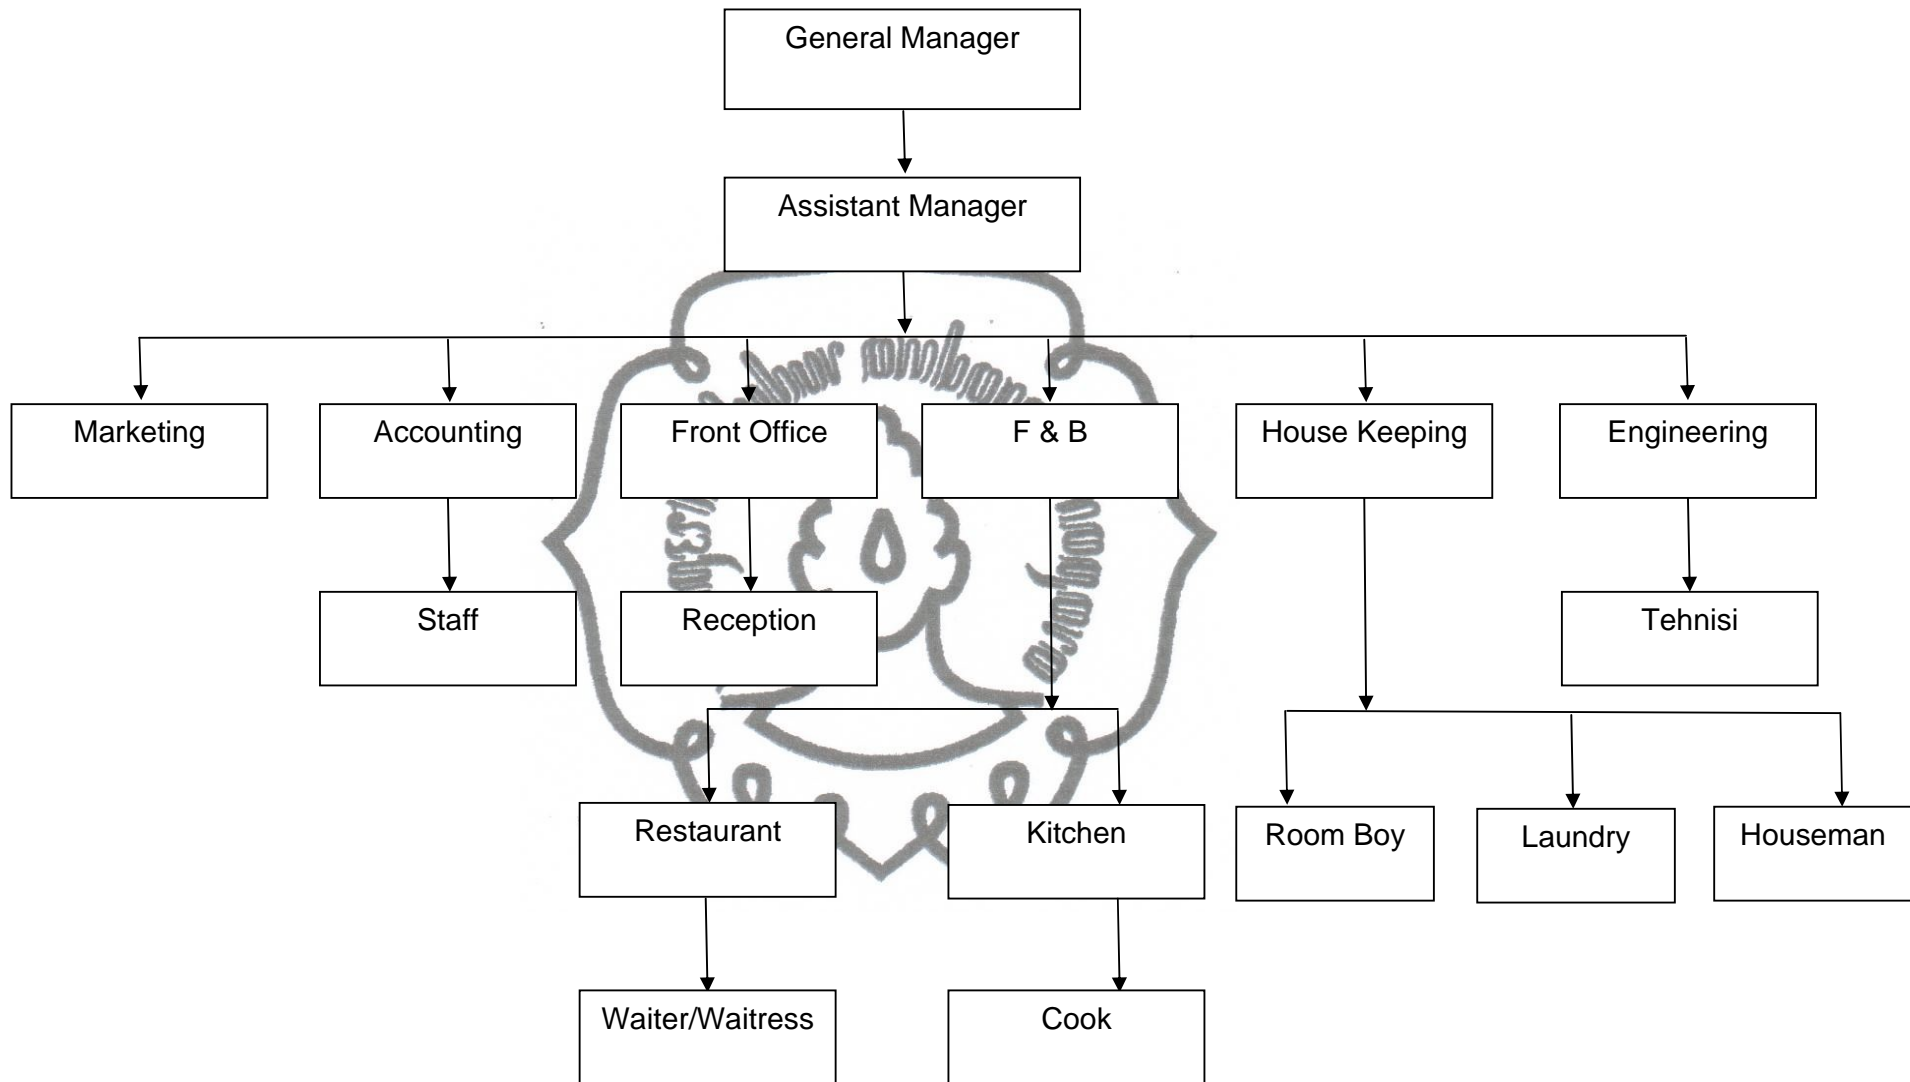 General Manager
Assistant Manager
Marketing
Accounting
Front Office
F & B
House Keeping
Engineering
Staff
Reception
Tehnisi
Restaurant
Kitchen
Room Boy
Laundry
Houseman
Waiter/Waitress
Cook